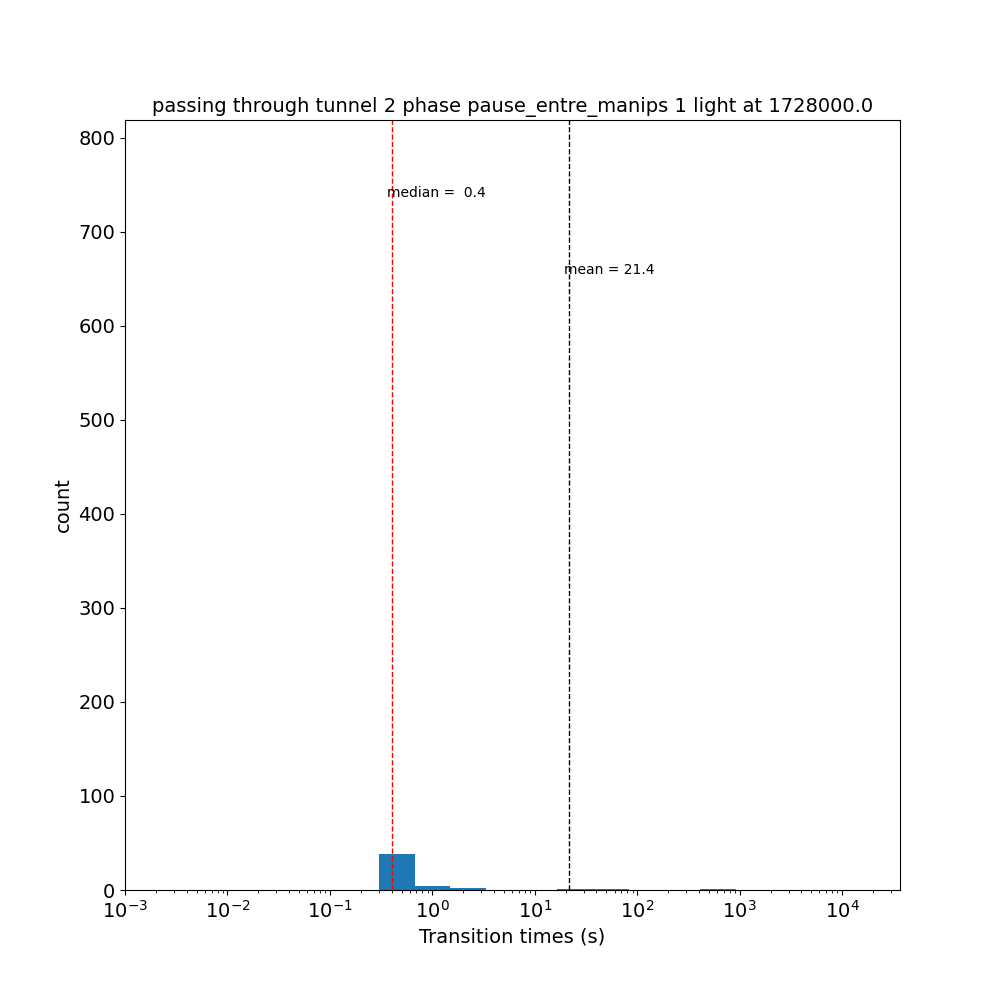 passing through tunnel 2 phase pause_entre_manips 1 light at 1728000.0
800
median =  0.4
700
mean = 21.4
600
500
count
400
300
200
100
0
10⁻³ 10⁻² 10⁻¹ 10⁰ 10¹ 10² 10³ 10⁴
Transition times (s)